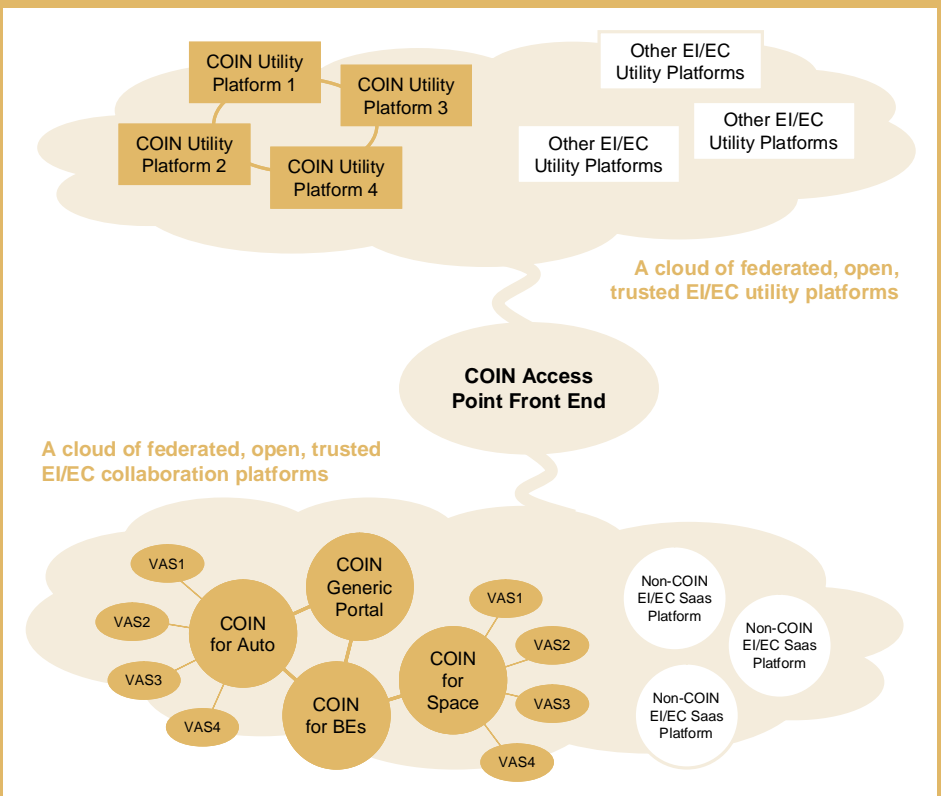 COIN Utility
Platform 1
COIN Utility
Platform 3
COIN Utility
Platform 2
COIN Utility
Platform 4
Other EI/EC
Utility Platforms
Other EI/EC
Utility Platforms
Other EI/EC
Utility Platforms
A cloud of federated, open,
trusted EI/EC utility platforms
COIN Access
Point Front End
A cloud of federated, open, trusted
EI/EC collaboration platforms
VAS1
VAS2
VAS3
VAS4
COIN
for Auto
COIN
Generic
Portal
COIN
for BEs
COIN
for
Space
VAS1
VAS2
VAS3
VAS4
Non-COIN
EI/EC Saas
Platform
Non-COIN
EI/EC Saas
Platform
Non-COIN
EI/EC Saas
Platform